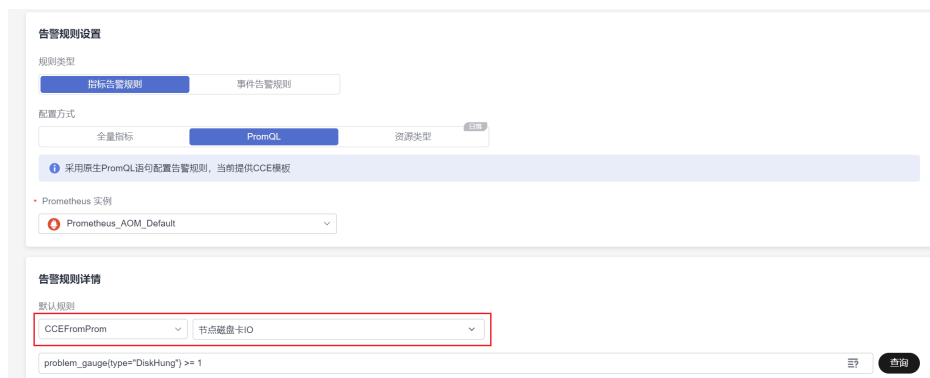 告警规则设置
规则类型
指标告警规则 事件告警规则
配置方式
全量指标 PromQL 资源类型 日落
采用原生PromQL语句配置告警规则，当前提供CCE模板
* Prometheus 实例
Prometheus_AOM_Default
告警规则详情
默认规则
CCEFromProm 节点磁盘卡IO
problem_gauge{type="DiskHung"} >= 1 查询